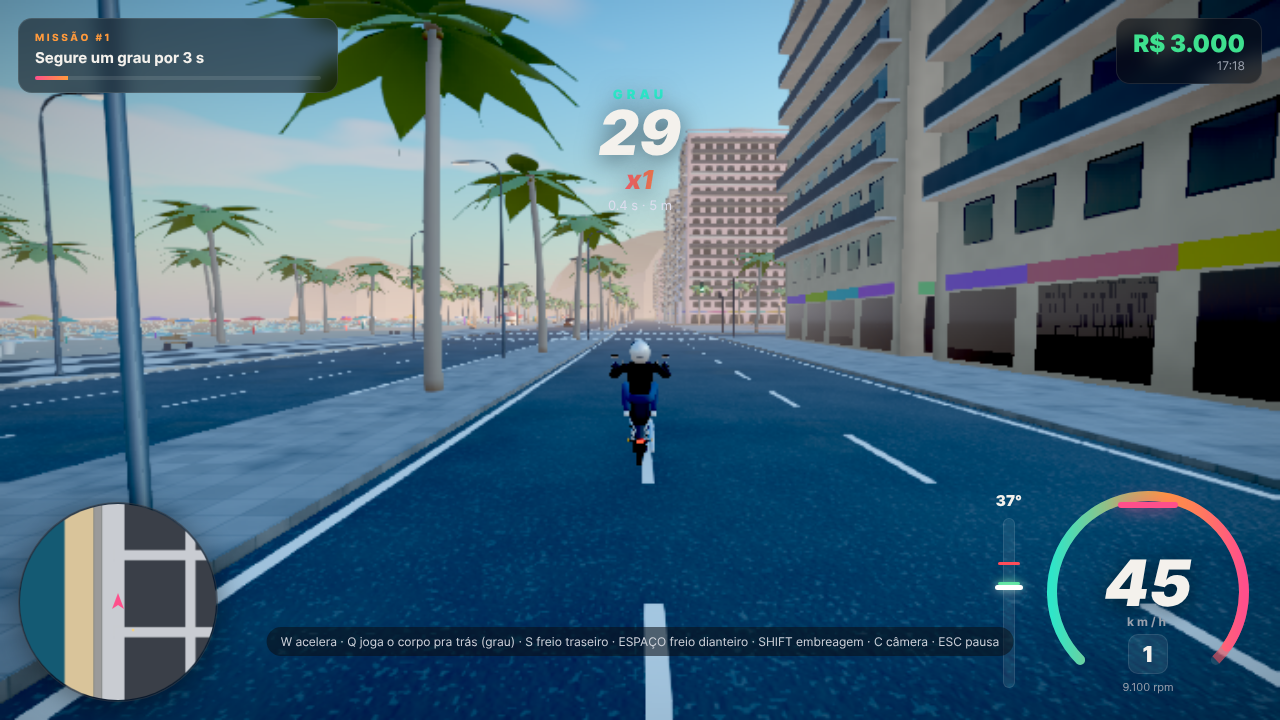 MISSÃO #1
Segure um grau por 3 s
R$ 3.000
17:18
GRAU
29
x1
0.4 s · 5 m
37°
45
km/h
1
9.100 rpm
W acelera · Q joga o corpo pra trás (grau) · S freio traseiro · ESPAÇO freio dianteiro · SHIFT embreagem · C câmera · ESC pausa